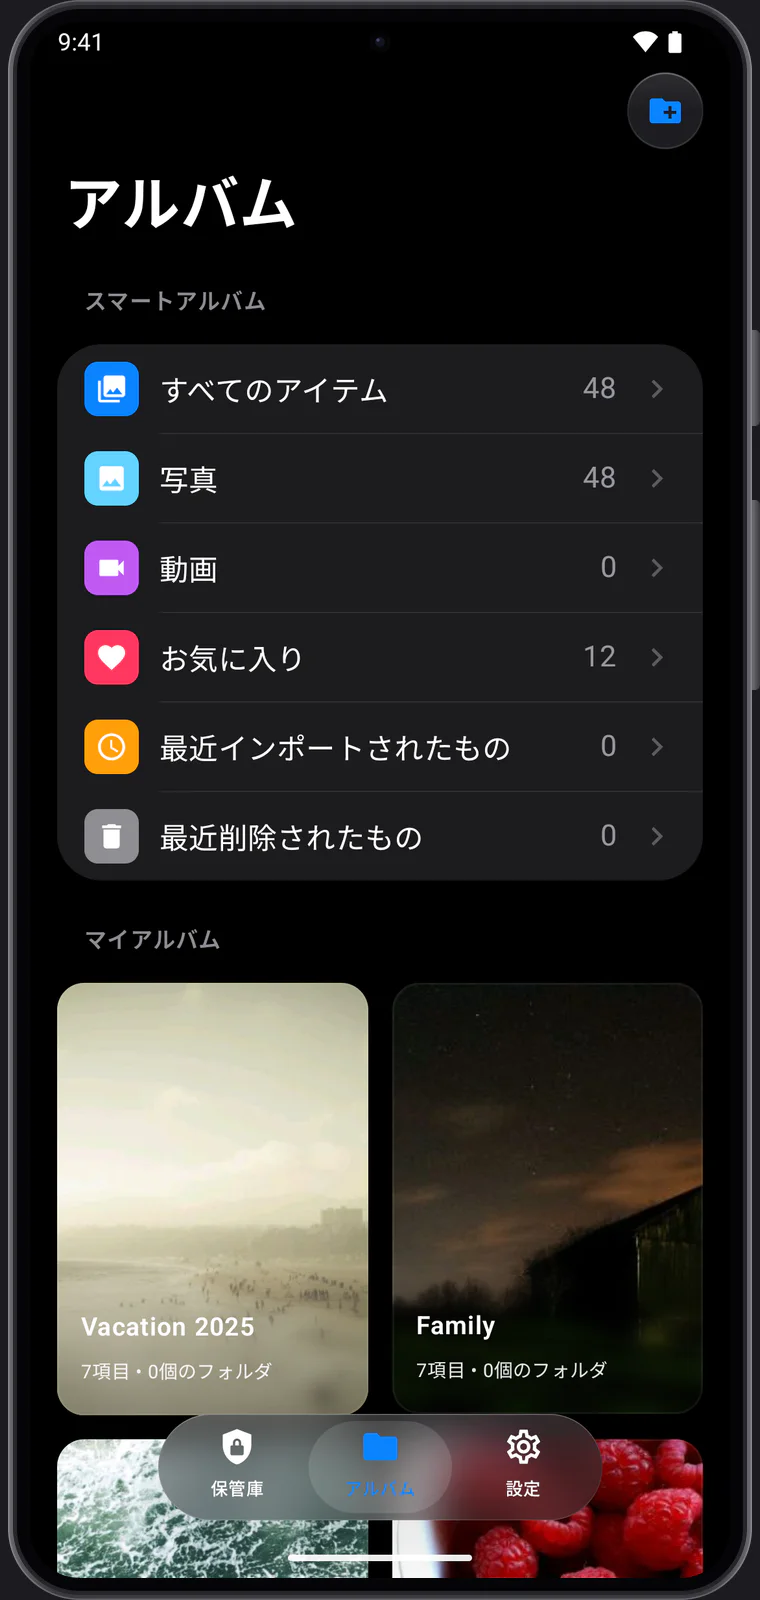 9:41
アルバム
スマートアルバム
すべてのアイテム 48
写真 48
動画 0
お気に入り 12
最近インポートされたもの 0
最近削除されたもの 0
マイアルバム
Vacation 2025
7項目・0個のフォルダ
Family
7項目・0個のフォルダ
保管庫
アルバム
設定